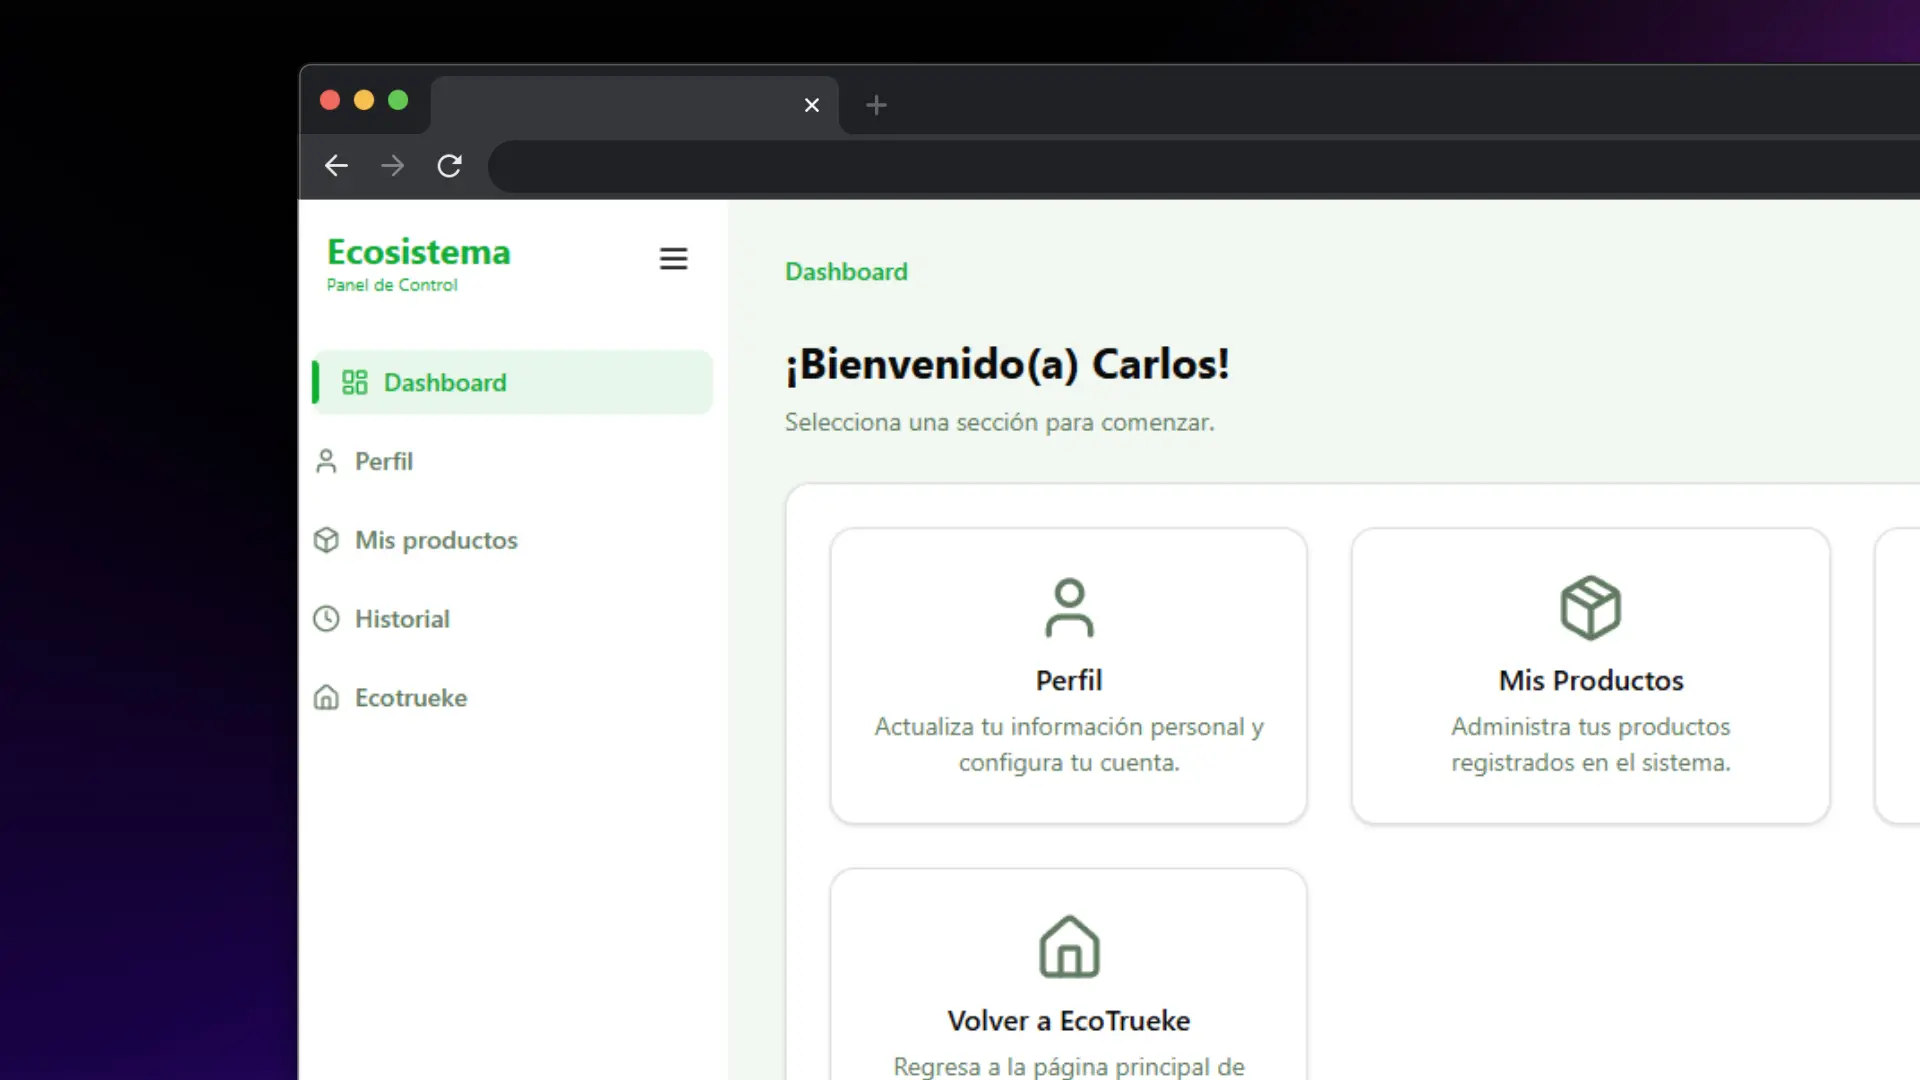 Ecosistema
Panel de Control
Dashboard
Perfil
Mis productos
Historial
Ecotrueke
Dashboard
¡Bienvenido(a) Carlos!
Selecciona una sección para comenzar.
Perfil
Actualiza tu información personal y
configura tu cuenta.
Mis Productos
Administra tus productos
registrados en el sistema.
Volver a EcoTrueke
Regresa a la página principal de